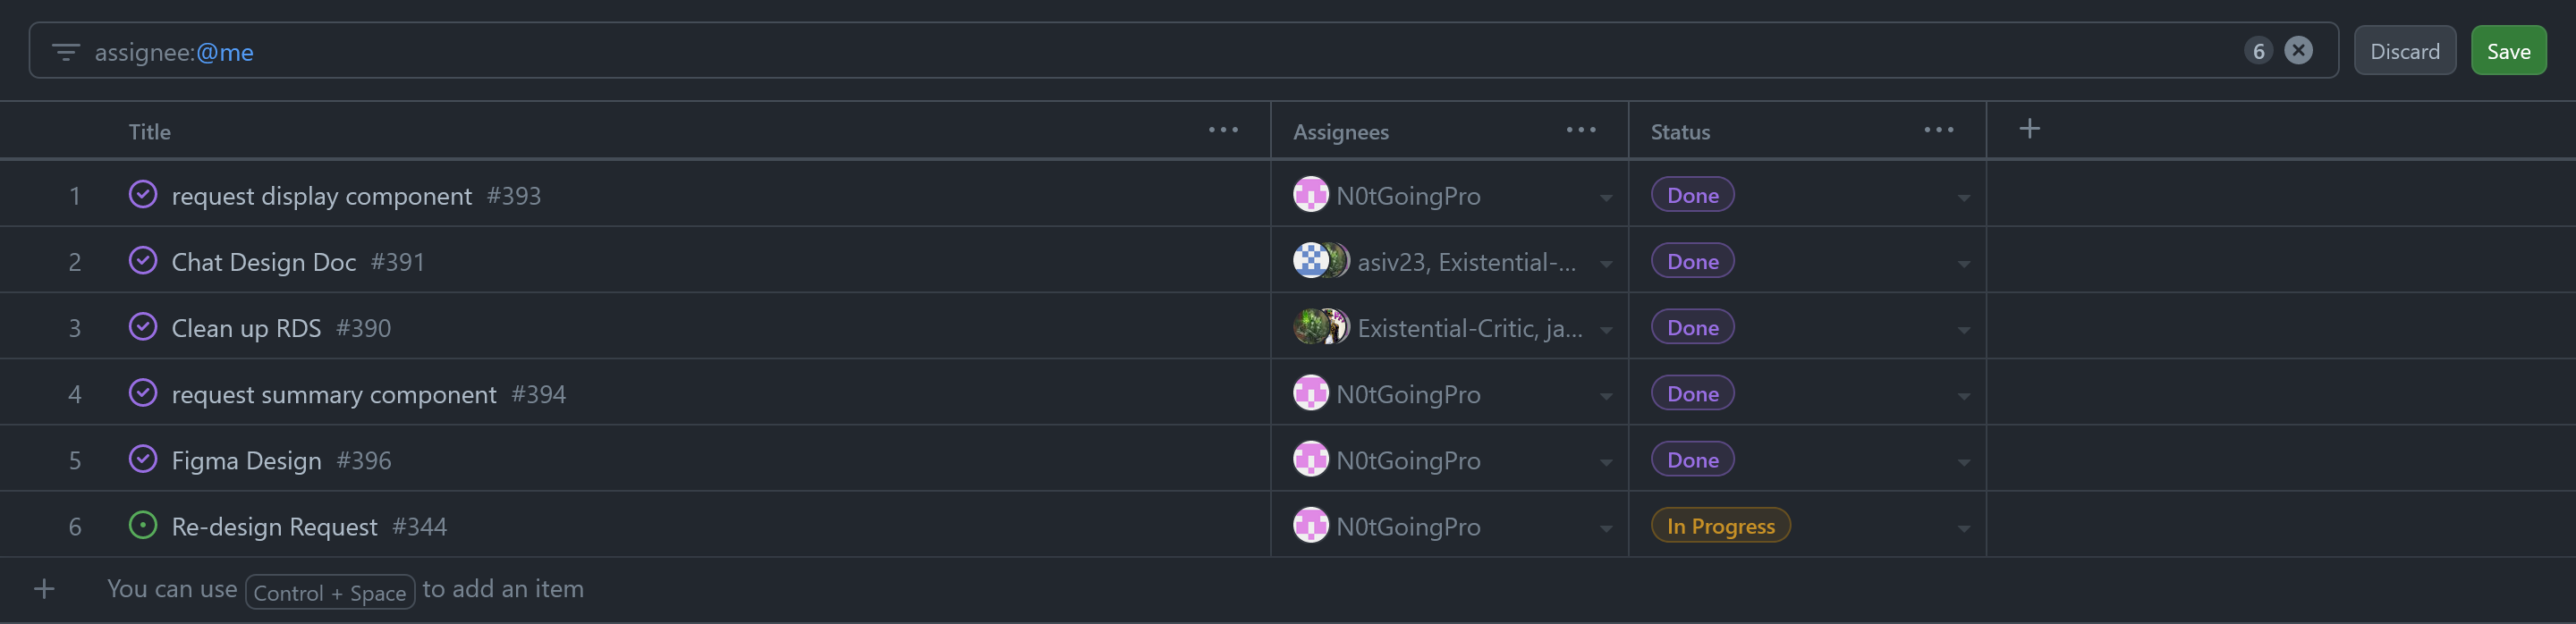 assignee:@me 6 Discard Save
Title Assignees Status
1 request display component #393 N0tGoingPro Done
2 Chat Design Doc #391 asiv23, Existential-... Done
3 Clean up RDS #390 Existential-Critic, ja... Done
4 request summary component #394 N0tGoingPro Done
5 Figma Design #396 N0tGoingPro Done
6 Re-design Request #344 N0tGoingPro In Progress
You can use Control + Space to add an item